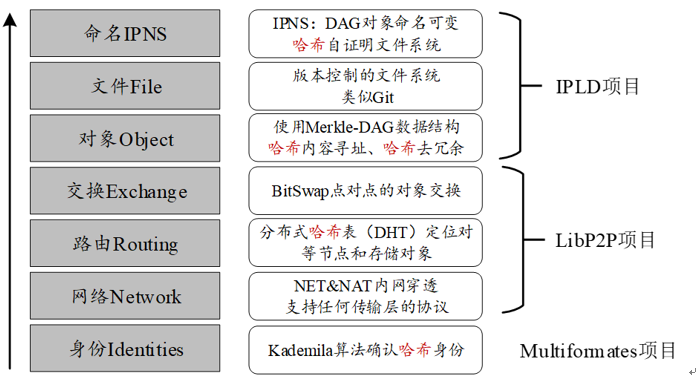 命名IPNS
IPNS：DAG对象命名可变
哈希自证明文件系统
文件File
版本控制的文件系统
类似Git
IPLD项目
对象Object
使用Merkle-DAG数据结构
哈希内容寻址、哈希去冗余
交换Exchange
BitSwap点对点的对象交换
路由Routing
分布式哈希表（DHT）定位对
等节点和存储对象
LibP2P项目
网络Network
NET&NAT内网穿透
支持任何传输层的协议
身份Identities
Kademila算法确认哈希身份
Multiformates项目